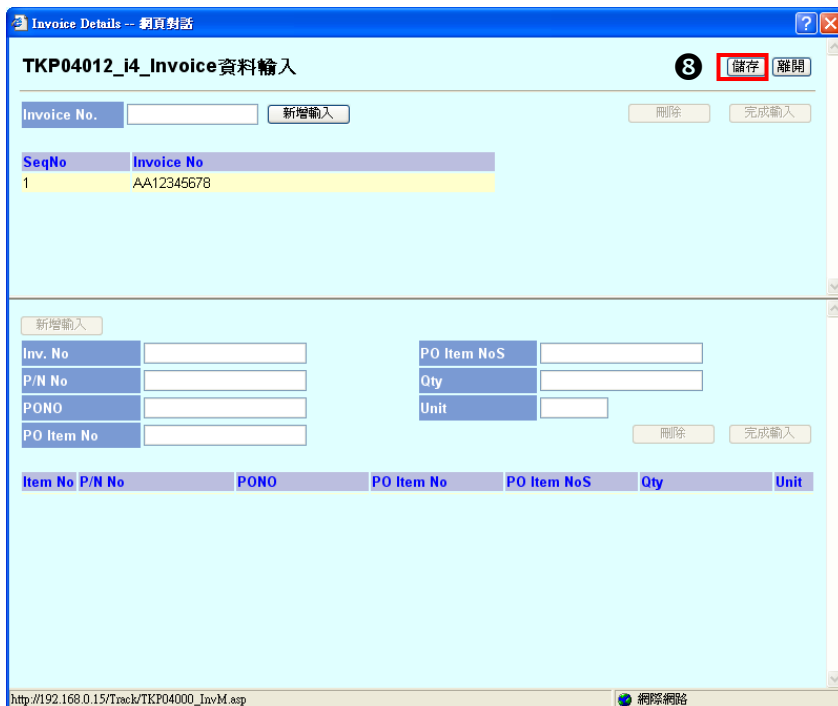 Invoice Details -- 網頁對話
TKP04012_i4_Invoice資料輸入
❽ 儲存 離開
Invoice No. 新增輸入 刪除 完成輸入
SeqNo Invoice No
1 AA12345678
新增輸入
Inv. No PO Item NoS
P/N No Qty
PONO Unit
PO Item No 刪除 完成輸入
Item No P/N No PONO PO Item No PO Item NoS Qty Unit
http://192.168.0.15/Track/TKP04000_InvM.asp 網際網路